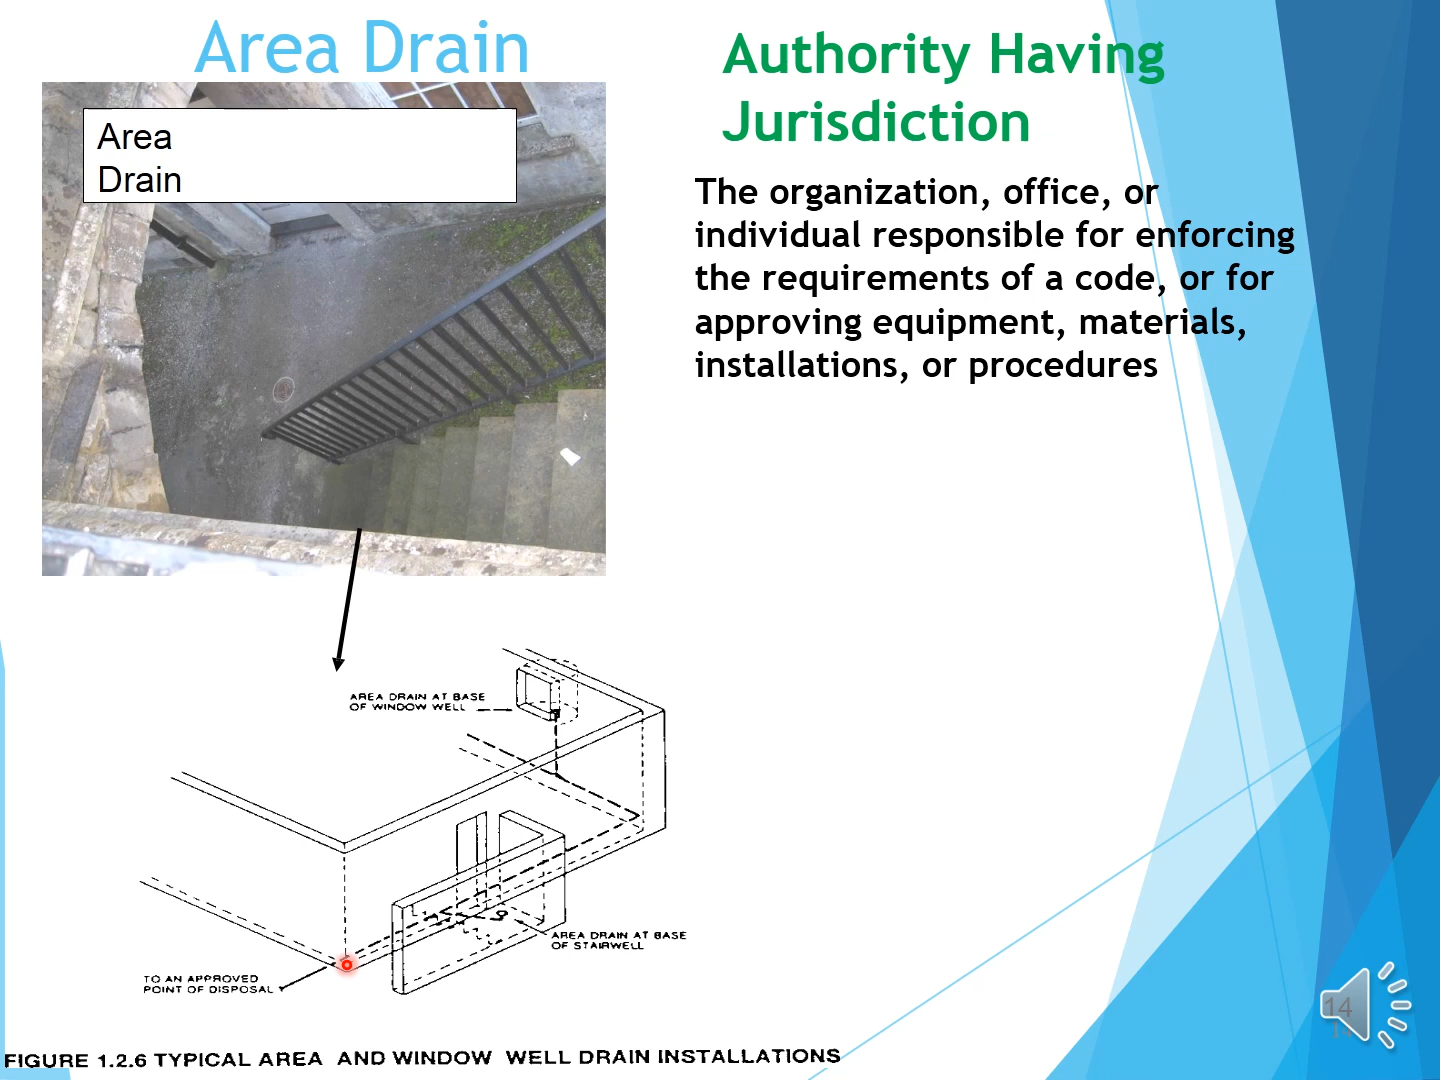 Area Drain
Area
Drain
Authority Having
Jurisdiction
The organization, office, or
individual responsible for enforcing
the requirements of a code, or for
approving equipment, materials,
installations, or procedures
AREA DRAIN AT BASE
OF WINDOW WELL
AREA DRAIN AT BASE
OF STAIRWELL
TO AN APPROVED
POINT OF DISPOSAL
FIGURE 1.2.6 TYPICAL AREA AND WINDOW WELL DRAIN INSTALLATIONS
14